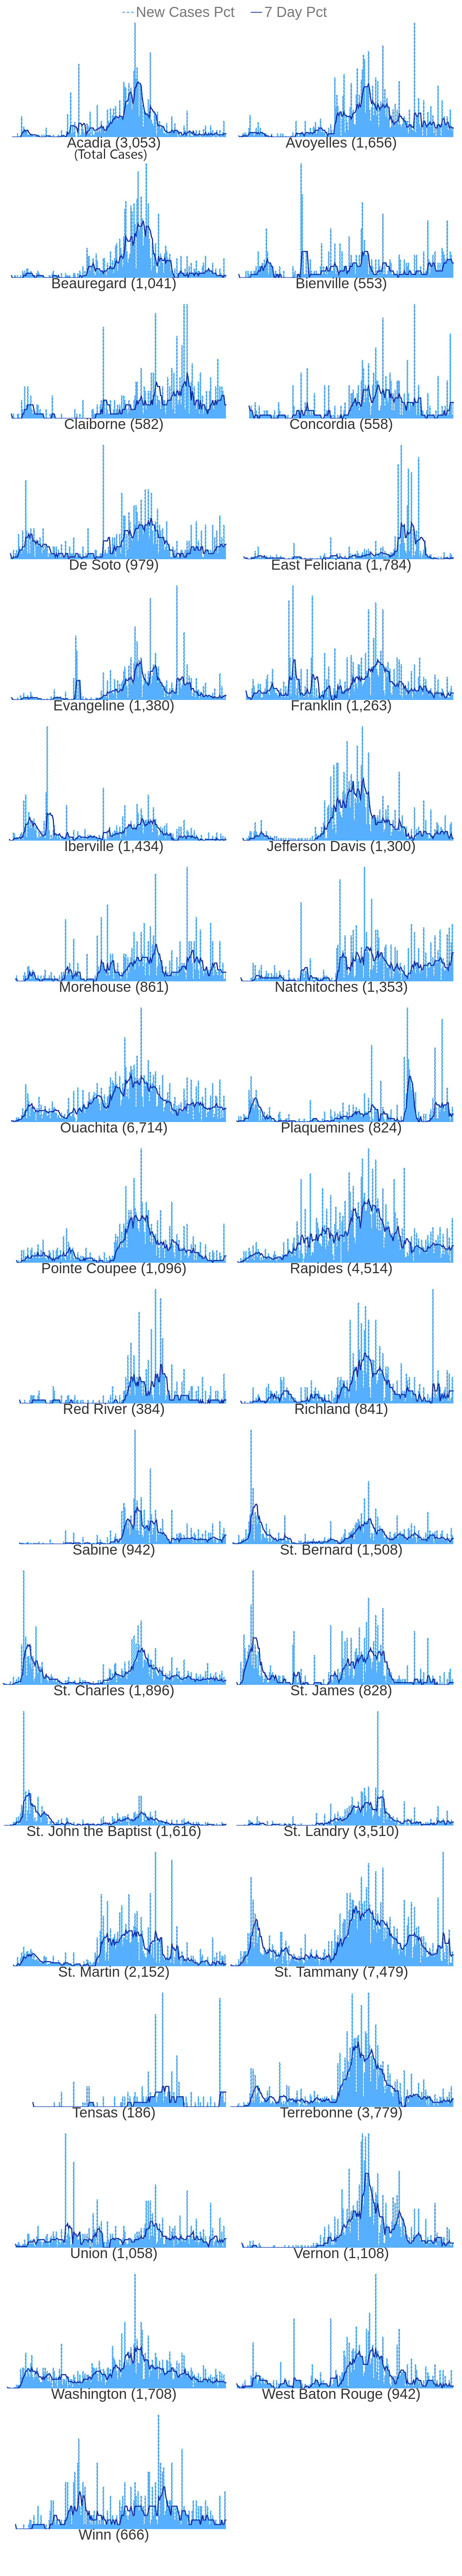 New Cases Pct 7 Day Pct
Acadia (3,053) Avoyelles (1,656)
(Total Cases)
Beauregard (1,041) Bienville (553)
Claiborne (582) Concordia (558)
De Soto (979) East Feliciana (1,784)
Evangeline (1,380) Franklin (1,263)
Iberville (1,434) Jefferson Davis (1,300)
Morehouse (861) Natchitoches (1,353)
Ouachita (6,714) Plaquemines (824)
Pointe Coupee (1,096) Rapides (4,514)
Red River (384) Richland (841)
Sabine (942) St. Bernard (1,508)
St. Charles (1,896) St. James (828)
St. John the Baptist (1,616) St. Landry (3,510)
St. Martin (2,152) St. Tammany (7,479)
Tensas (186) Terrebonne (3,779)
Union (1,058) Vernon (1,108)
Washington (1,708) West Baton Rouge (942)
Winn (666)